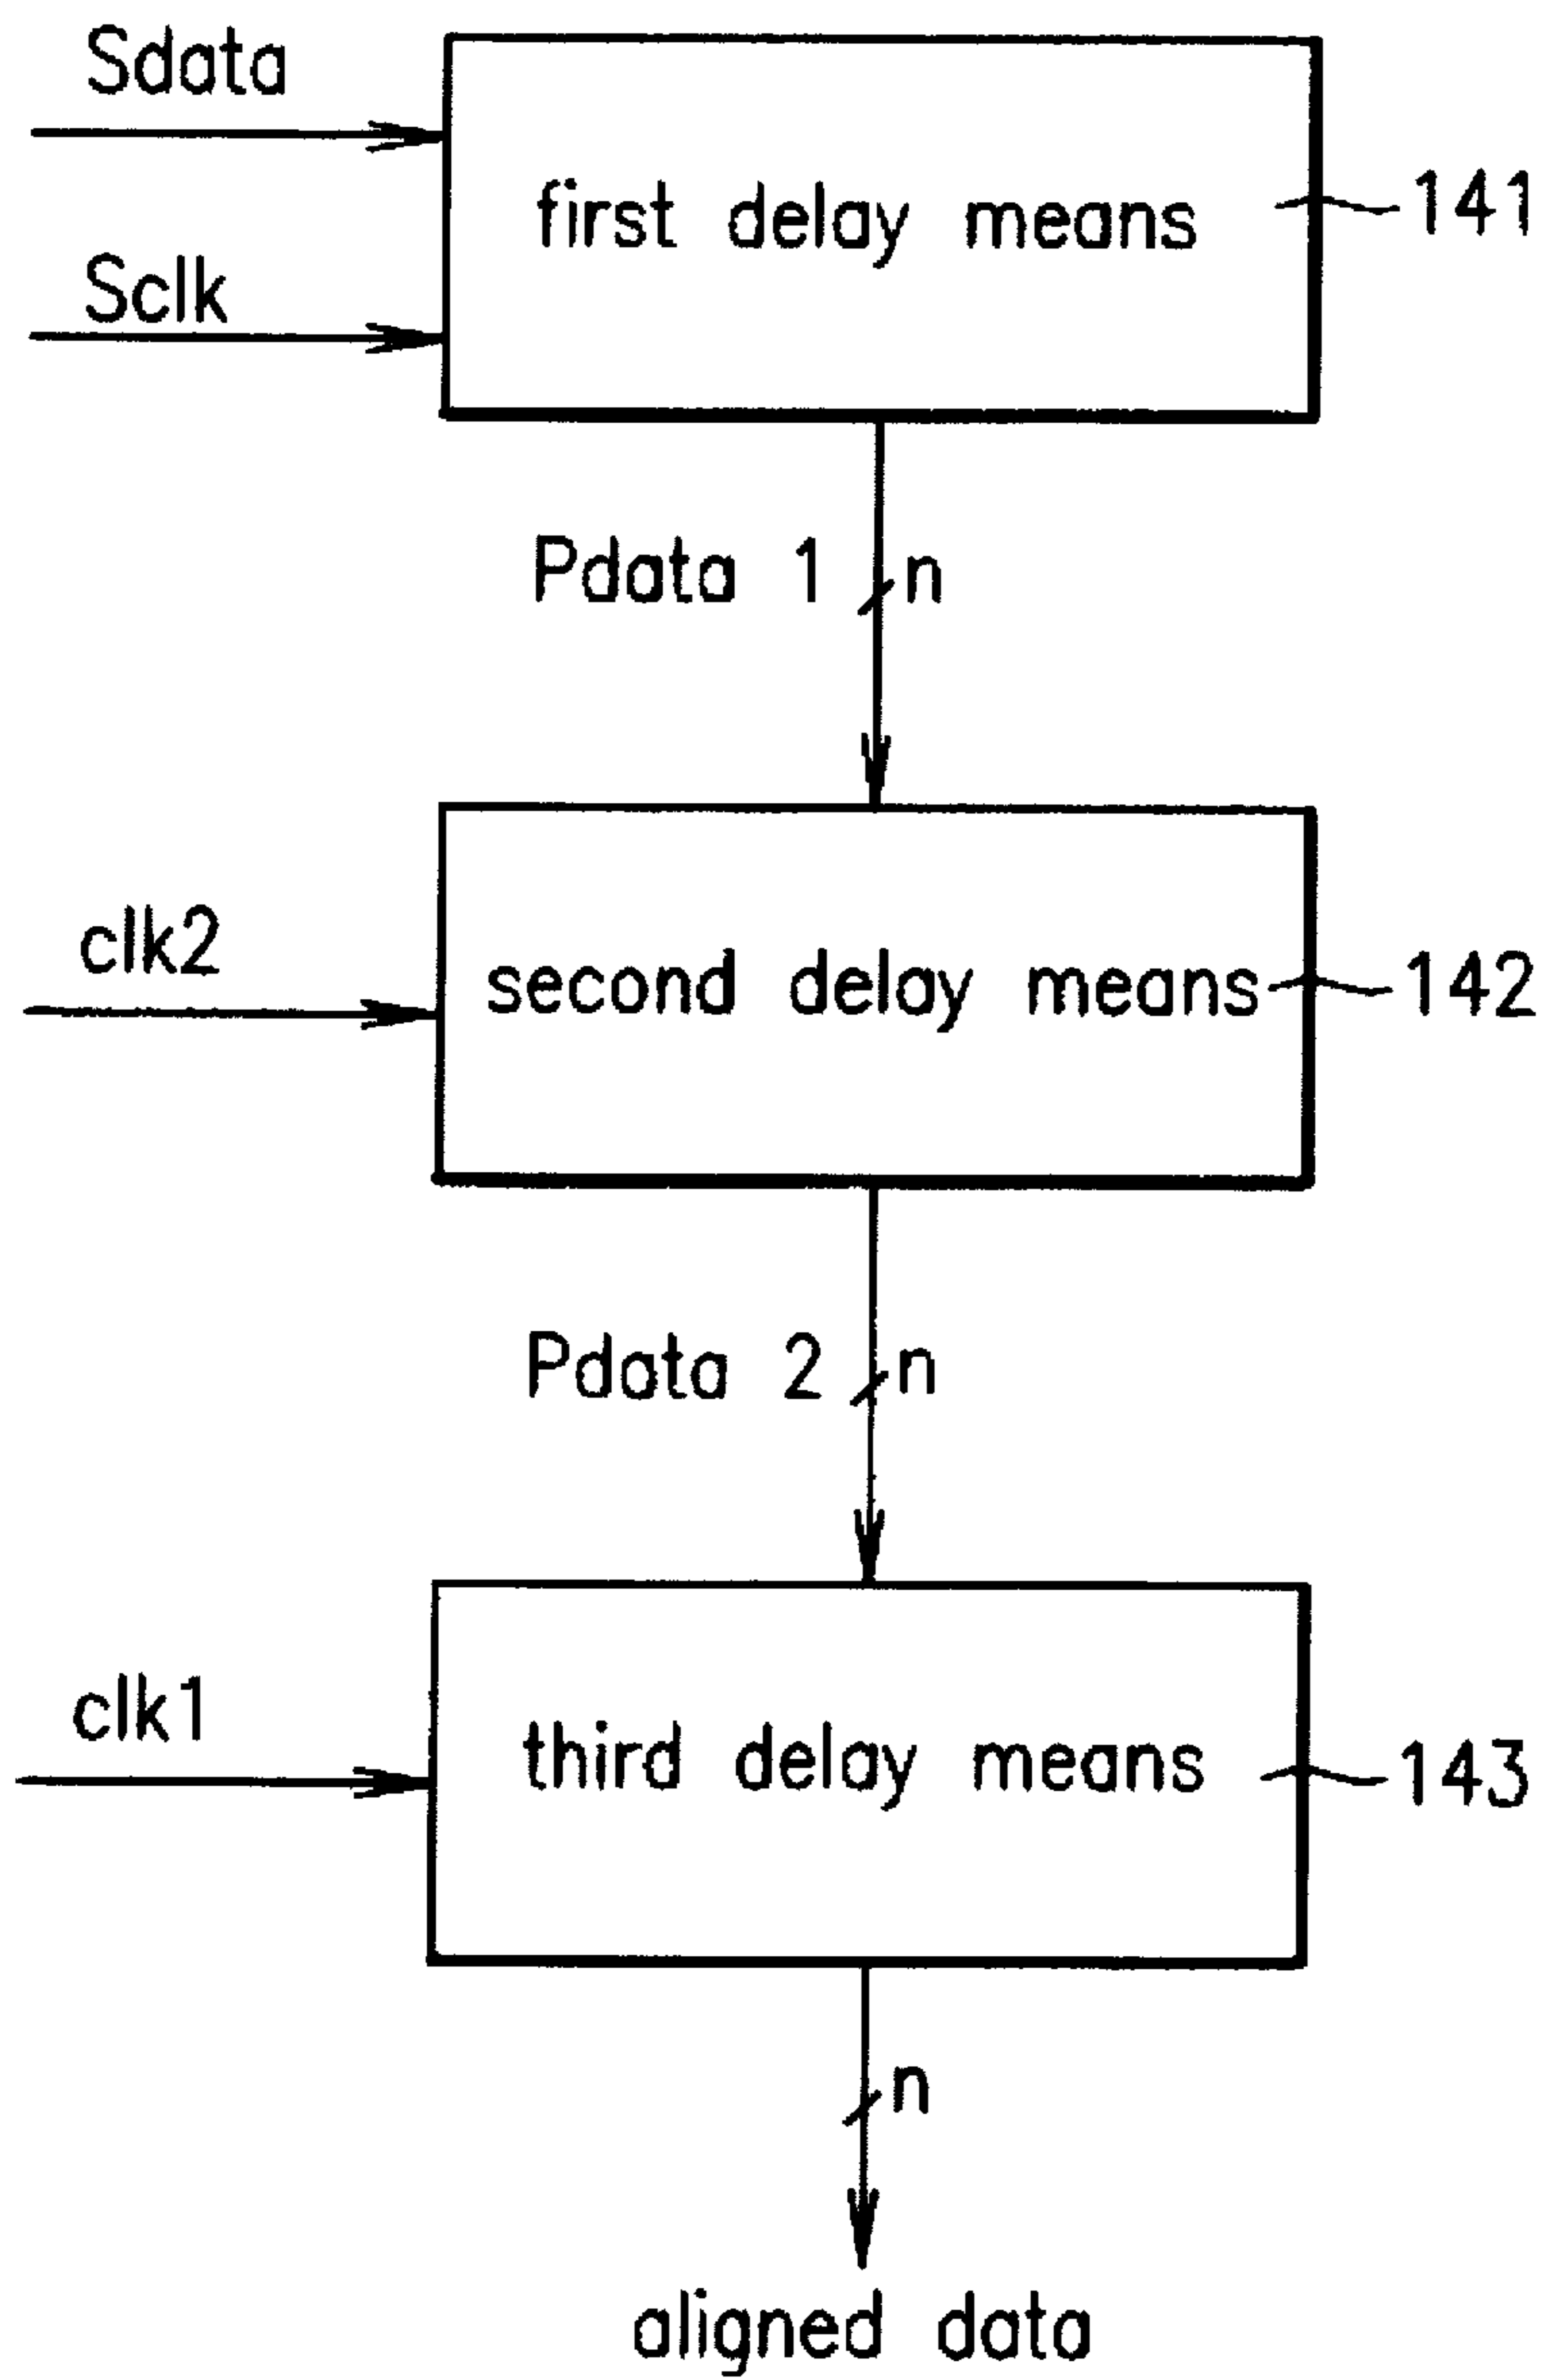 Sdata
first delay means
141
Sclk
Pdata 1 n
clk2
second delay means
142
Pdata 2 n
clk1
third delay means
143
n
aligned data